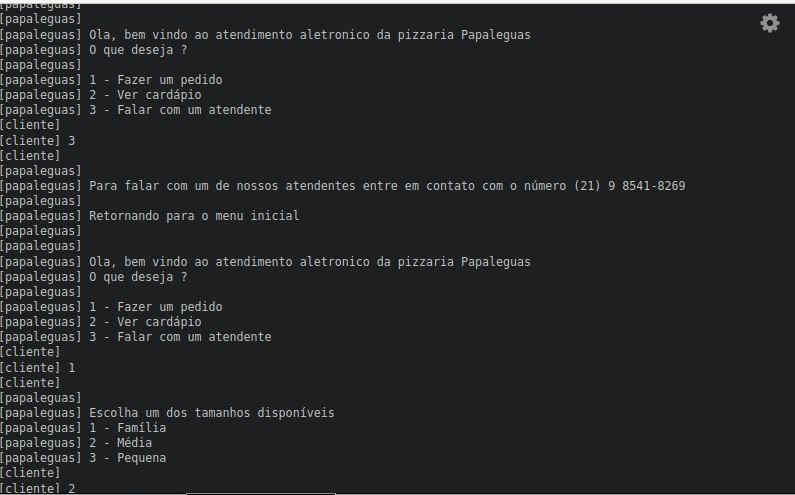 [papaleguas]
[papaleguas]
[papaleguas] Ola, bem vindo ao atendimento aletronico da pizzaria Papaleguas
[papaleguas] O que deseja ?
[papaleguas]
[papaleguas] 1 - Fazer um pedido
[papaleguas] 2 - Ver cardápio
[papaleguas] 3 - Falar com um atendente
[cliente]
[cliente] 3
[cliente]
[papaleguas]
[papaleguas] Para falar com um de nossos atendentes entre em contato com o número (21) 9 8541-8269
[papaleguas]
[papaleguas] Retornando para o menu inicial
[papaleguas]
[papaleguas]
[papaleguas] Ola, bem vindo ao atendimento aletronico da pizzaria Papaleguas
[papaleguas] O que deseja ?
[papaleguas]
[papaleguas] 1 - Fazer um pedido
[papaleguas] 2 - Ver cardápio
[papaleguas] 3 - Falar com um atendente
[cliente]
[cliente] 1
[cliente]
[papaleguas]
[papaleguas] Escolha um dos tamanhos disponíveis
[papaleguas] 1 - Família
[papaleguas] 2 - Média
[papaleguas] 3 - Pequena
[cliente]
[cliente] 2